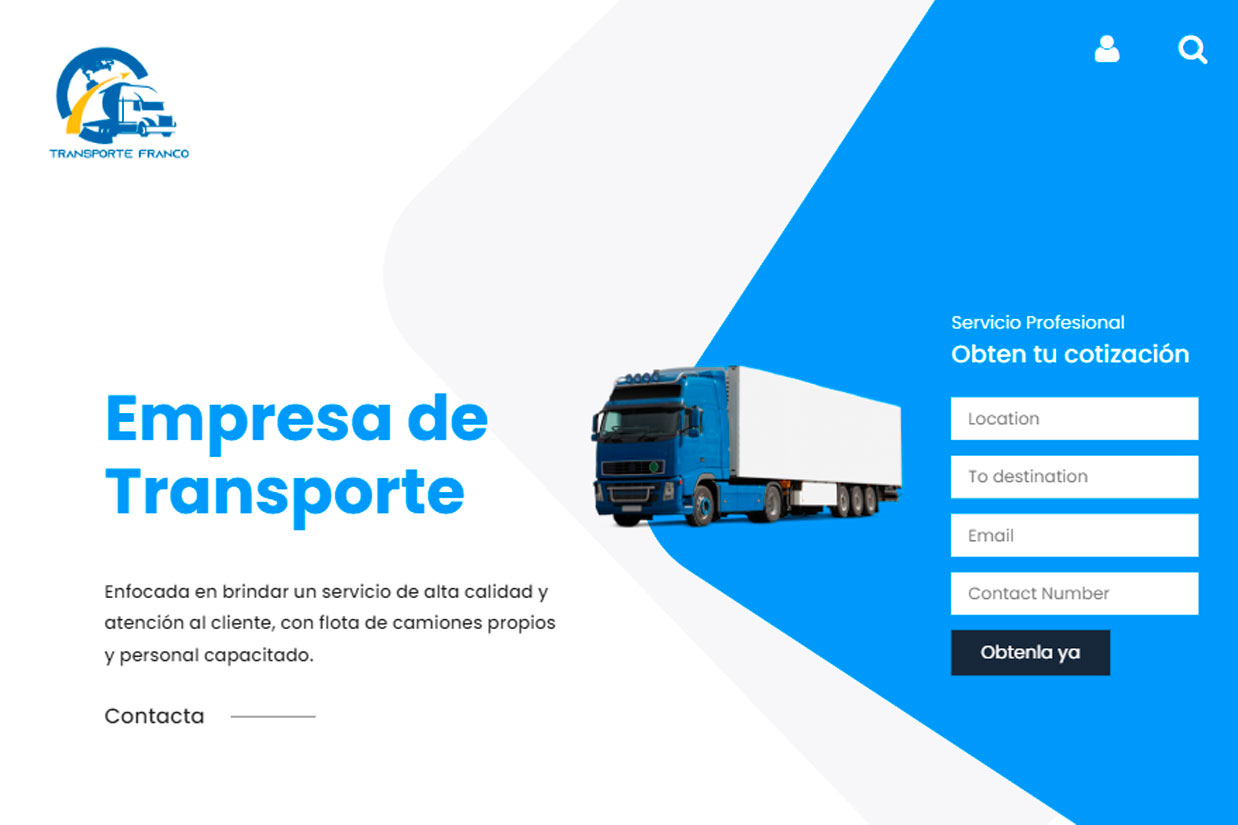 TRANSPORTE FRANCO
Empresa de
Transporte
Enfocada en brindar un servicio de alta calidad y
atención al cliente, con flota de camiones propios
y personal capacitado.
Contacta
Servicio Profesional
Obten tu cotización
Location
To destination
Email
Contact Number
Obtenla ya